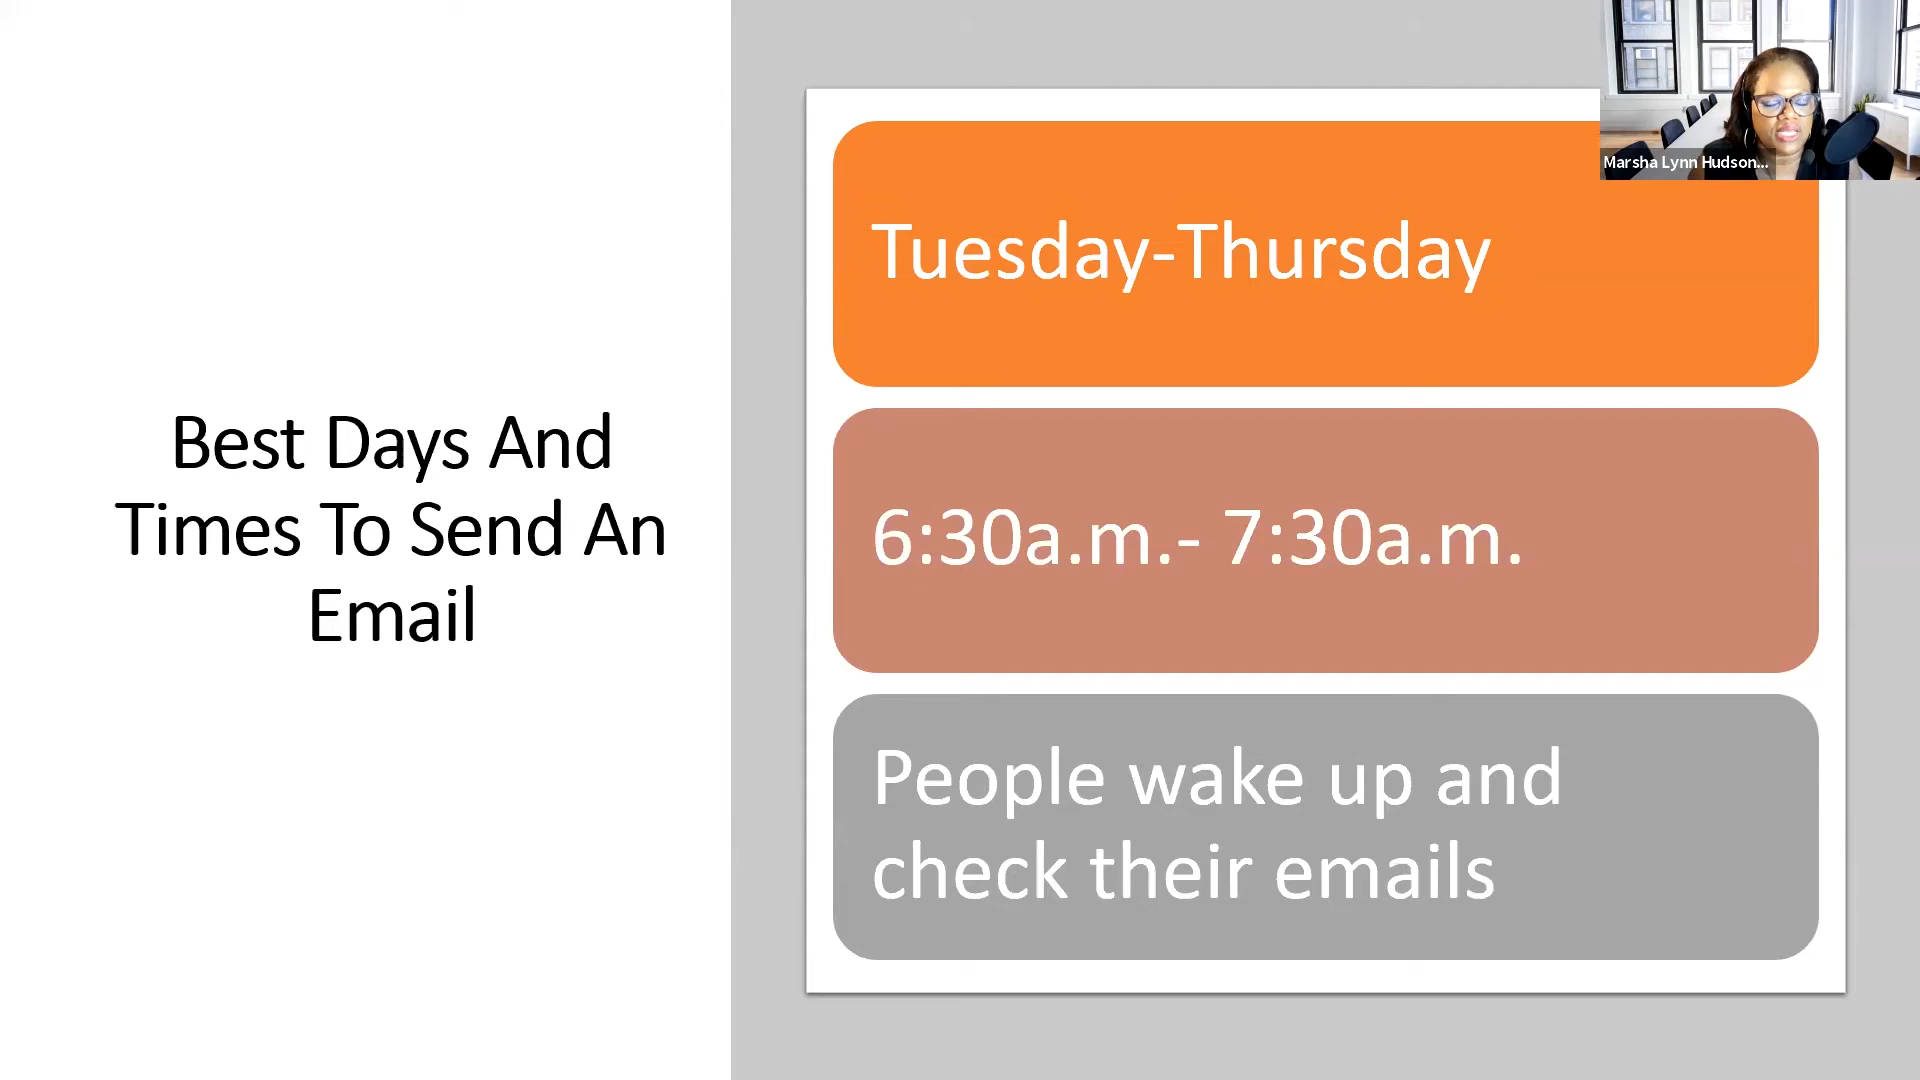 Best Days And
Times To Send An
Email
Tuesday-Thursday
6:30a.m.- 7:30a.m.
People wake up and
check their emails
Marsha Lynn Hudson...